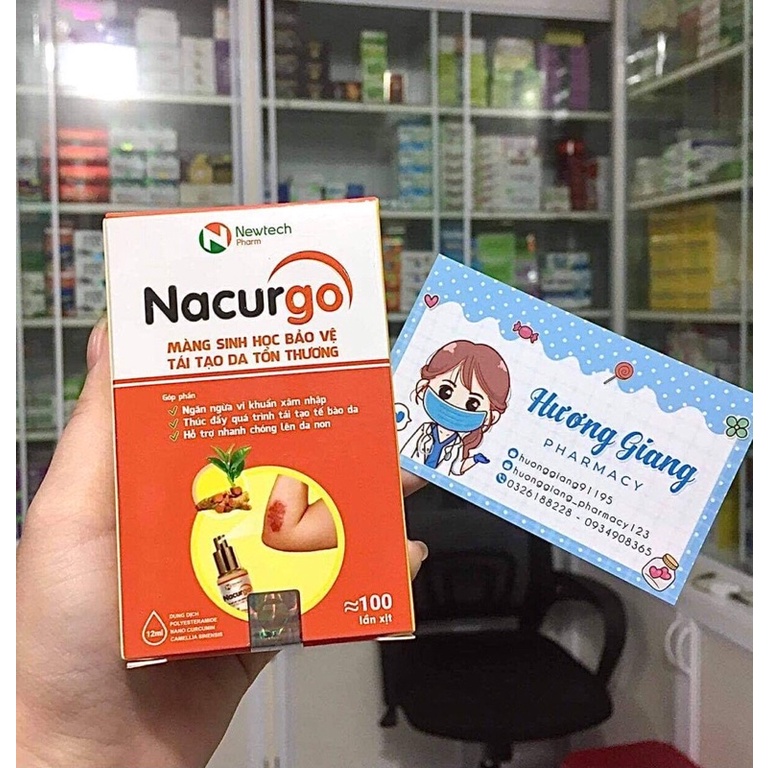 Newtech
Pharm
Nacurgo
MÀNG SINH HỌC BẢO VỆ
TÁI TẠO DA TỔN THƯƠNG
Góp phần
Ngăn ngừa vi khuẩn xâm nhập
Thúc đẩy quá trình tái tạo tế bào da
Hỗ trợ nhanh chóng lên da non
Nacurgo
12ml
DUNG DỊCH
POLYESTERAMIDE
NANO CURCUMIN
CAMELLIA SINENSIS
≈100
lần xịt
Hương Giang
PHARMACY
huonggiang91195
huonggiang_pharmacy123
0326188228 - 0934908365